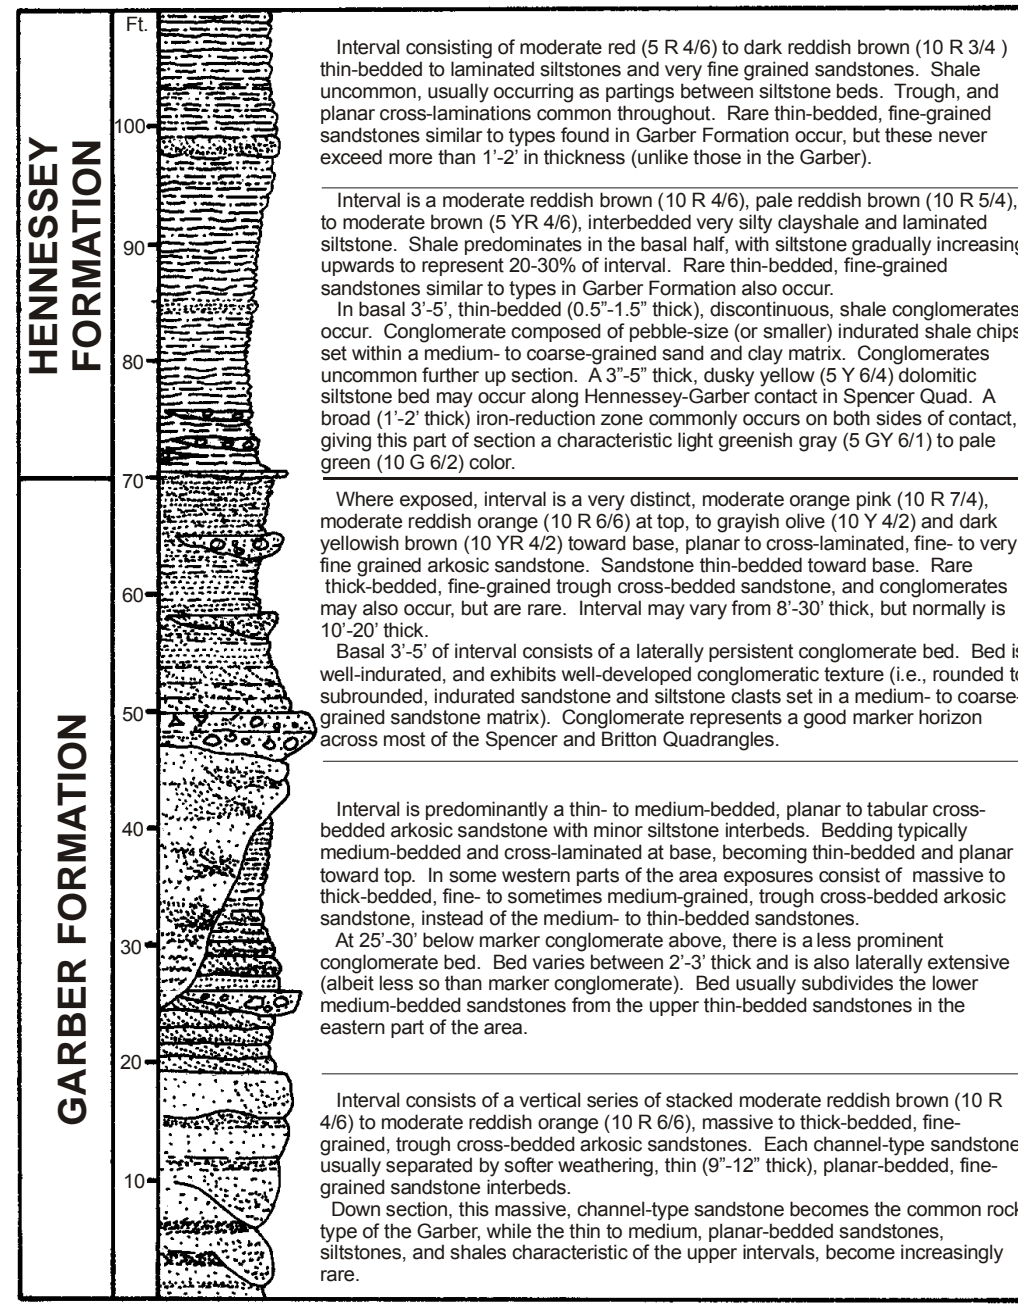 Ft.
HENNESSEY
FORMATION
GARBER FORMATION
100
90
80
70
60
50
40
30
20
10
Interval consisting of moderate red (5 R 4/6) to dark reddish brown (10 R 3/4 )
thin-bedded to laminated siltstones and very fine grained sandstones. Shale
uncommon, usually occurring as partings between siltstone beds. Trough, and
planar cross-laminations common throughout. Rare thin-bedded, fine-grained
sandstones similar to types found in Garber Formation occur, but these never
exceed more than 1’-2’ in thickness (unlike those in the Garber).
Interval is a moderate reddish brown (10 R 4/6), pale reddish brown (10 R 5/4),
to moderate brown (5 YR 4/6), interbedded very silty clayshale and laminated
siltstone. Shale predominates in the basal half, with siltstone gradually increasing
upwards to represent 20-30% of interval. Rare thin-bedded, fine-grained
sandstones similar to types in Garber Formation also occur.
In basal 3’-5’, thin-bedded (0.5”-1.5” thick), discontinuous, shale conglomerates
occur. Conglomerate composed of pebble-size (or smaller) indurated shale chips
set within a medium- to coarse-grained sand and clay matrix. Conglomerates
uncommon further up section. A 3”-5” thick, dusky yellow (5 Y 6/4) dolomitic
siltstone bed may occur along Hennessey-Garber contact in Spencer Quad. A
broad (1’-2’ thick) iron-reduction zone commonly occurs on both sides of contact,
giving this part of section a characteristic light greenish gray (5 GY 6/1) to pale
green (10 G 6/2) color.
Where exposed, interval is a very distinct, moderate orange pink (10 R 7/4),
moderate reddish orange (10 R 6/6) at top, to grayish olive (10 Y 4/2) and dark
yellowish brown (10 YR 4/2) toward base, planar to cross-laminated, fine- to very
fine grained arkosic sandstone. Sandstone thin-bedded toward base. Rare
thick-bedded, fine-grained trough cross-bedded sandstone, and conglomerates
may also occur, but are rare. Interval may vary from 8’-30’ thick, but normally is
10’-20’ thick.
Basal 3’-5’ of interval consists of a laterally persistent conglomerate bed. Bed is
well-indurated, and exhibits well-developed conglomeratic texture (i.e., rounded to
subrounded, indurated sandstone and siltstone clasts set in a medium- to coarse-
grained sandstone matrix). Conglomerate represents a good marker horizon
across most of the Spencer and Britton Quadrangles.
Interval is predominantly a thin- to medium-bedded, planar to tabular cross-
bedded arkosic sandstone with minor siltstone interbeds. Bedding typically
medium-bedded and cross-laminated at base, becoming thin-bedded and planar
toward top. In some western parts of the area exposures consist of massive to
thick-bedded, fine- to sometimes medium-grained, trough cross-bedded arkosic
sandstone, instead of the medium- to thin-bedded sandstones.
At 25’-30’ below marker conglomerate above, there is a less prominent
conglomerate bed. Bed varies between 2’-3’ thick and is also laterally extensive
(albeit less so than marker conglomerate). Bed usually subdivides the lower
medium-bedded sandstones from the upper thin-bedded sandstones in the
eastern part of the area.
Interval consists of a vertical series of stacked moderate reddish brown (10 R
4/6) to moderate reddish orange (10 R 6/6), massive to thick-bedded, fine-
grained, trough cross-bedded arkosic sandstones. Each channel-type sandstone
usually separated by softer weathering, thin (9”-12” thick), planar-bedded, fine-
grained sandstone interbeds.
Down section, this massive, channel-type sandstone becomes the common rock
type of the Garber, while the thin to medium, planar-bedded sandstones,
siltstones, and shales characteristic of the upper intervals, become increasingly
rare.